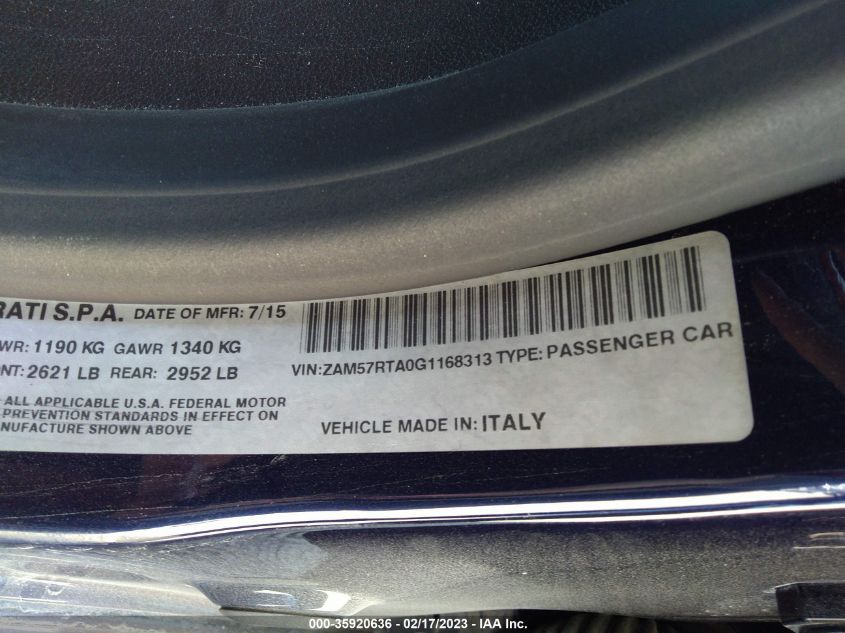 RATI S.P.A. DATE OF MFR: 7/15
WR: 1190 KG GAWR 1340 KG
NT: 2621 LB REAR: 2952 LB
ALL APPLICABLE U.S.A. FEDERAL MOTOR
PREVENTION STANDARDS IN EFFECT ON
NUFACTURE SHOWN ABOVE
VIN:ZAM57RTA0G1168313 TYPE: PASSENGER CAR
VEHICLE MADE IN: ITALY
000-35920636 - 02/17/2023 - IAA Inc.